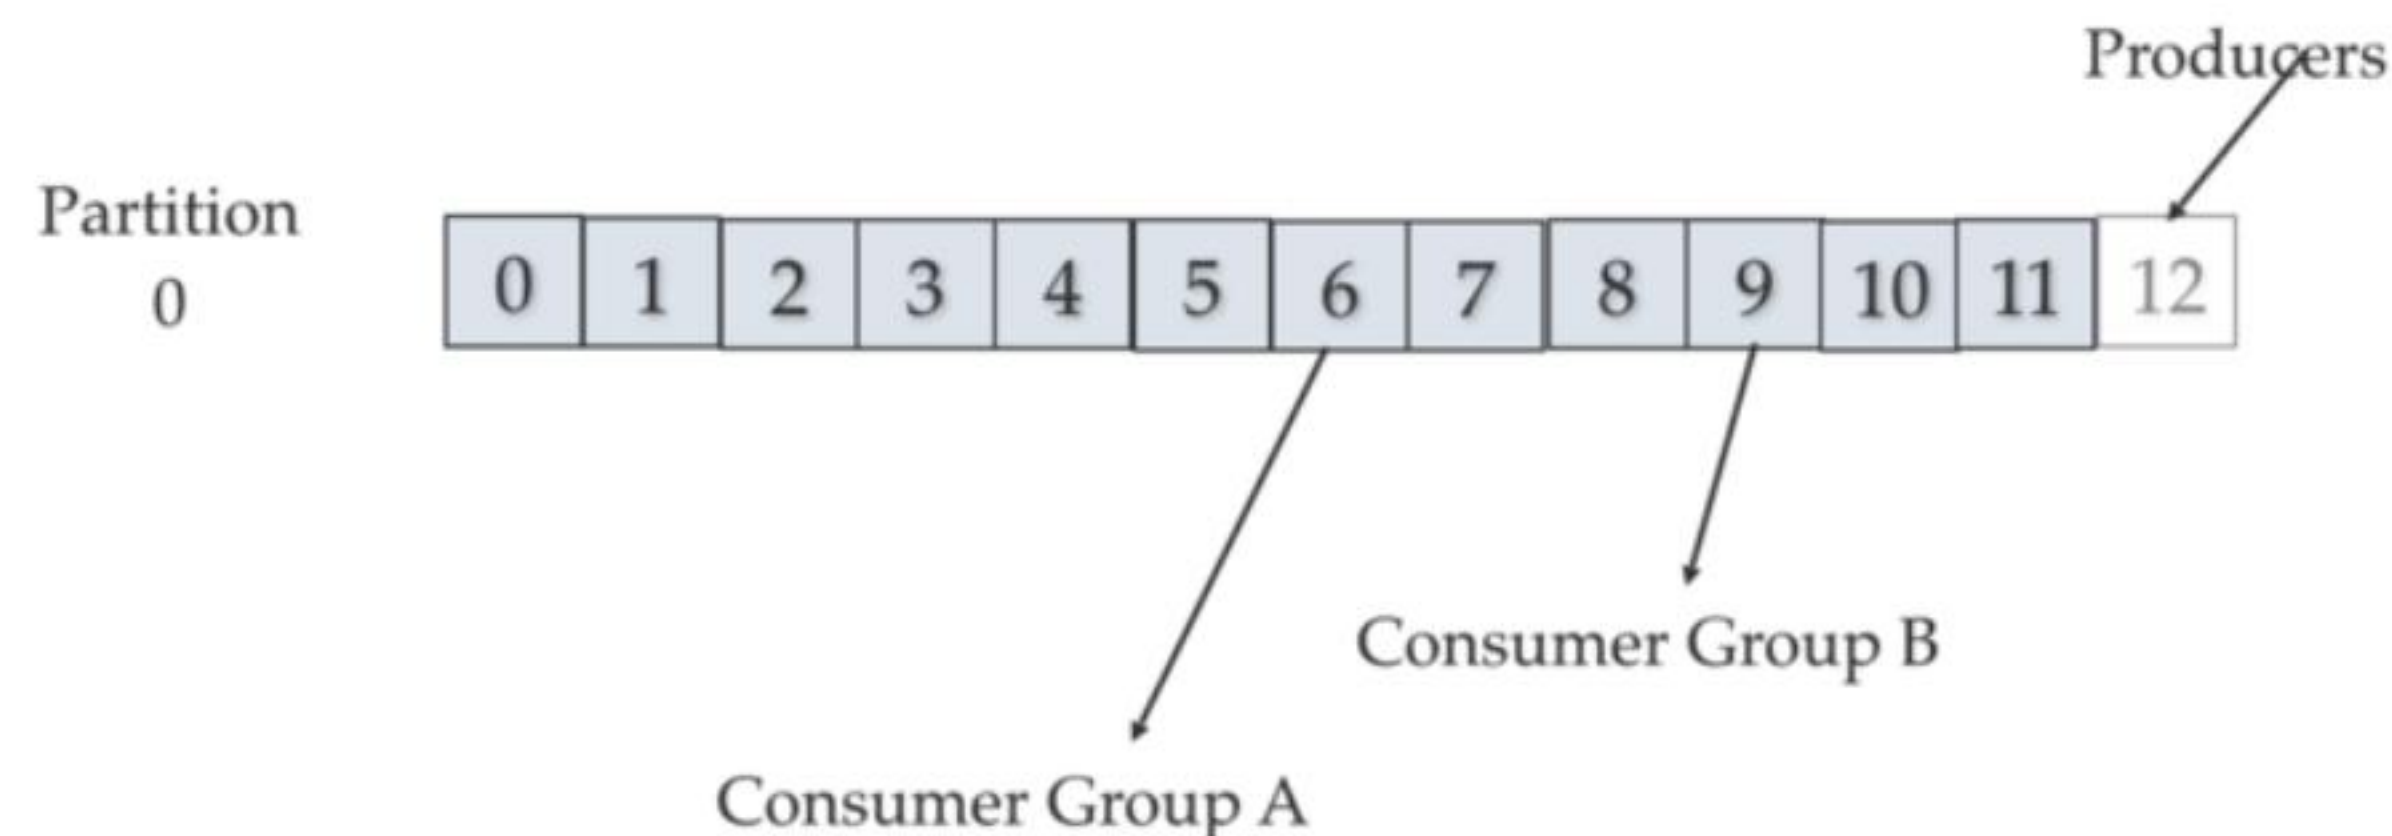 Producers
Partition
0
0 1 2 3 4 5 6 7 8 9 10 11 12
Consumer Group B
Consumer Group A